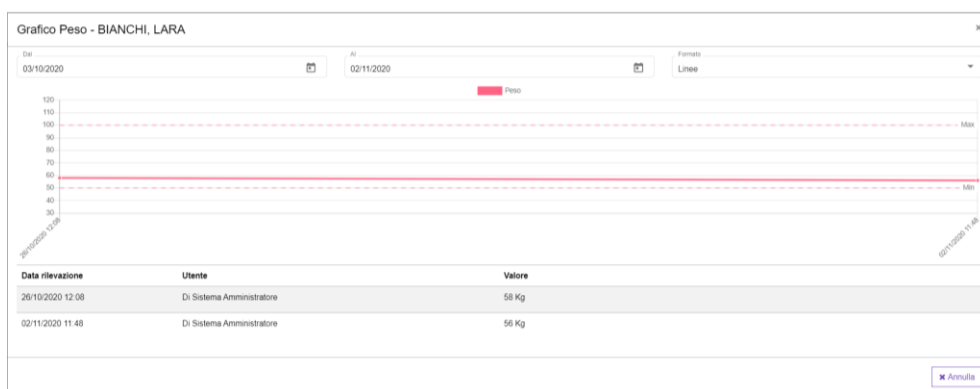 Grafico Peso - BIANCHI, LARA
×
Dal
Al
Formato
03/10/2020
02/11/2020
Linee
Peso
120
110
100
Max
90
80
70
60
50
Min
40
30
26/10/2020 12:08
02/11/2020 11:48
Data rilevazione Utente Valore
26/10/2020 12:08 Di Sistema Amministratore 58 Kg
02/11/2020 11:48 Di Sistema Amministratore 56 Kg
× Annulla